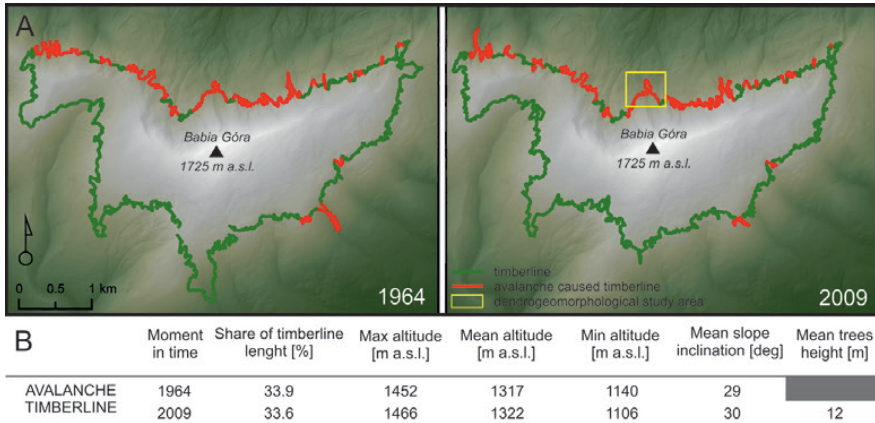 A
Babia Góra
1725 m a.s.l.
0 0.5 1 km
1964
Babia Góra
1725 m a.s.l.
timberline
avalanche caused timberline
dendrogeomorphological study area
2009
B
Moment in time Share of timberline lenght [%] Max altitude [m a.s.l.] Mean altitude [m a.s.l.] Min altitude [m a.s.l.] Mean slope inclination [deg] Mean trees height [m]
AVALANCHE TIMBERLINE
1964 33.9 1452 1317 1140 29
2009 33.6 1466 1322 1106 30 12